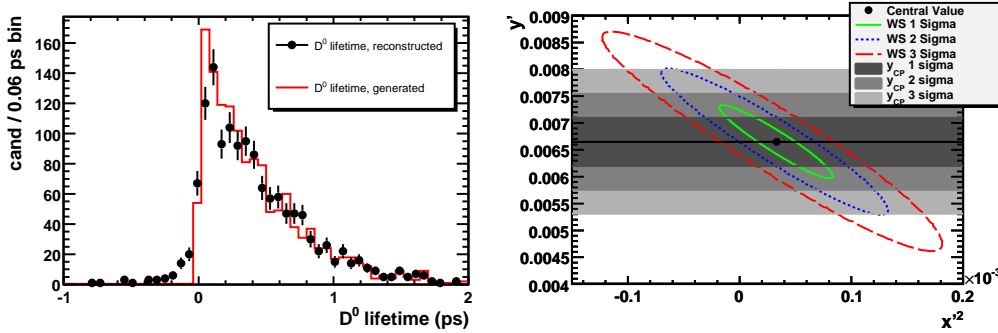 cand / 0.06 ps bin
160
140
120
100
80
60
40
20
0
D⁰ lifetime, reconstructed
D⁰ lifetime, generated
-1 0 1 2
D⁰ lifetime (ps)
y'
0.009
0.0085
0.008
0.0075
0.007
0.0065
0.006
0.0055
0.005
0.0045
0.004
Central Value
WS 1 Sigma
WS 2 Sigma
WS 3 Sigma
y_CP 1 sigma
y_CP 2 sigma
y_CP 3 sigma
-0.1 0 0.1 0.2
×10⁻³
x'²